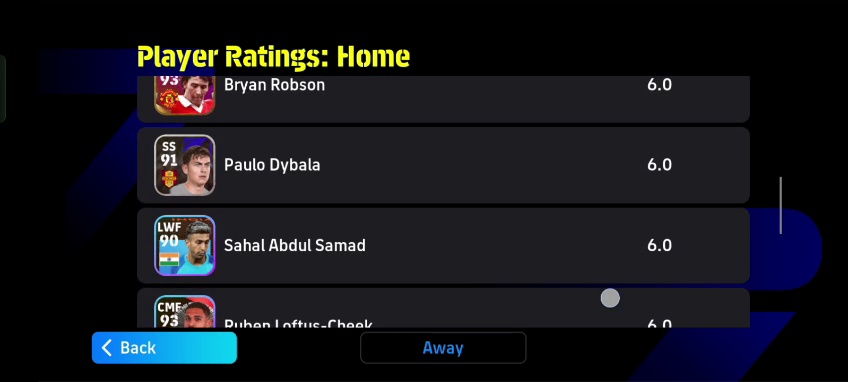 Player Ratings: Home
93
Bryan Robson
6.0
SS
91
Paulo Dybala
6.0
LWF
90
Sahal Abdul Samad
6.0
CMF
93
Ruben Loftus-Cheek
6.0
Back
Away